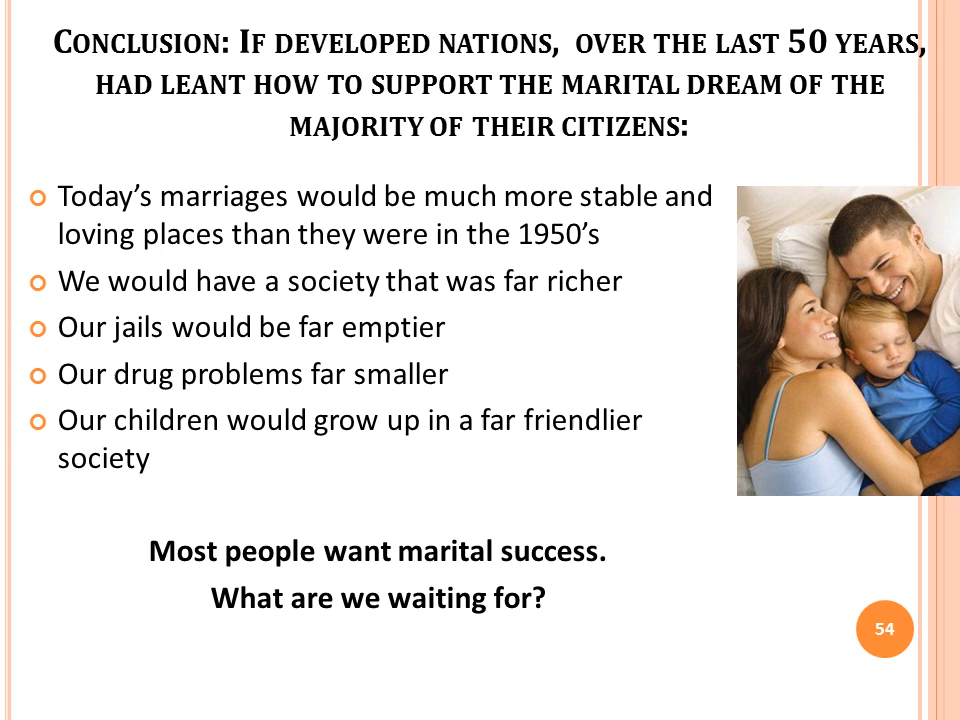 CONCLUSION: IF DEVELOPED NATIONS, OVER THE LAST 50 YEARS,
HAD LEANT HOW TO SUPPORT THE MARITAL DREAM OF THE
MAJORITY OF THEIR CITIZENS:
Today’s marriages would be much more stable and
loving places than they were in the 1950’s
We would have a society that was far richer
Our jails would be far emptier
Our drug problems far smaller
Our children would grow up in a far friendlier
society
Most people want marital success.
What are we waiting for?
54